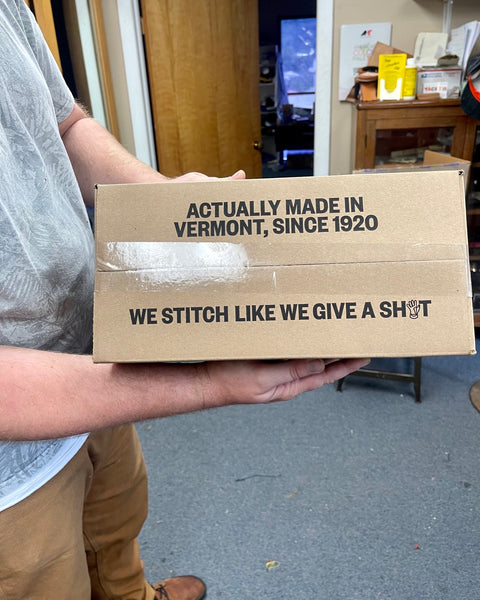 ACTUALLY MADE IN
VERMONT, SINCE 1920
WE STITCH LIKE WE GIVE A SH🧤T